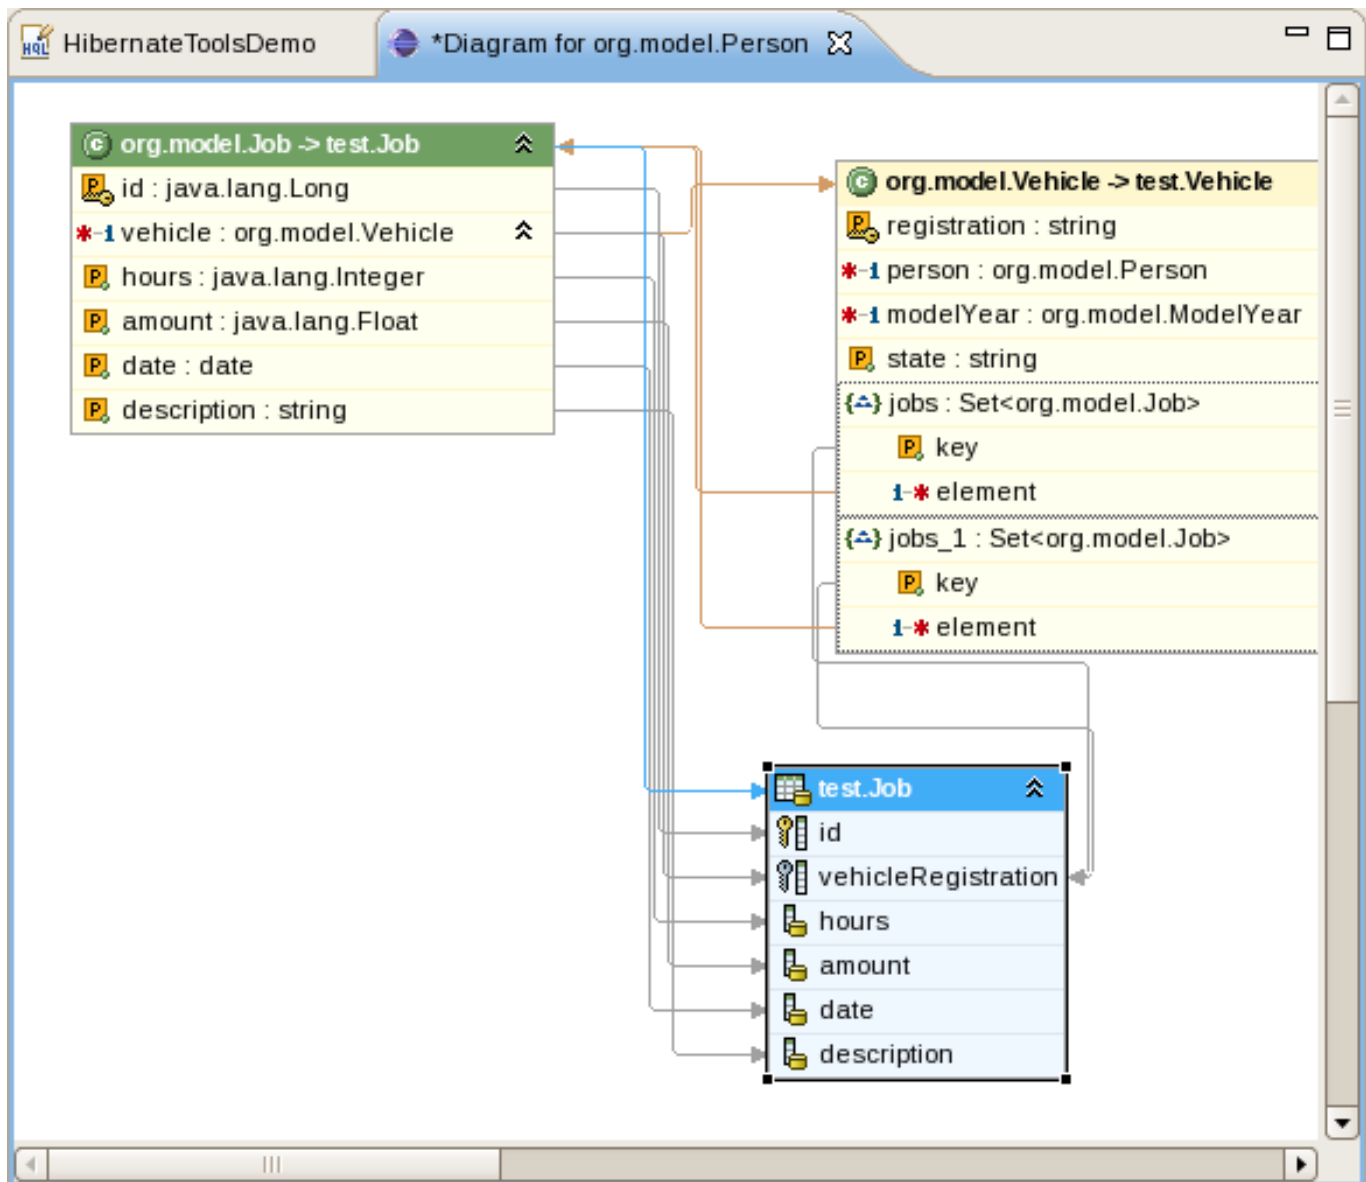 HibernateToolsDemo
*Diagram for org.model.Person
org.model.Job -> test.Job
id : java.lang.Long
vehicle : org.model.Vehicle
hours : java.lang.Integer
amount : java.lang.Float
date : date
description : string
org.model.Vehicle -> test.Vehicle
registration : string
person : org.model.Person
modelYear : org.model.ModelYear
state : string
jobs : Set<org.model.Job>
key
element
jobs_1 : Set<org.model.Job>
key
element
test.Job
id
vehicleRegistration
hours
amount
date
description